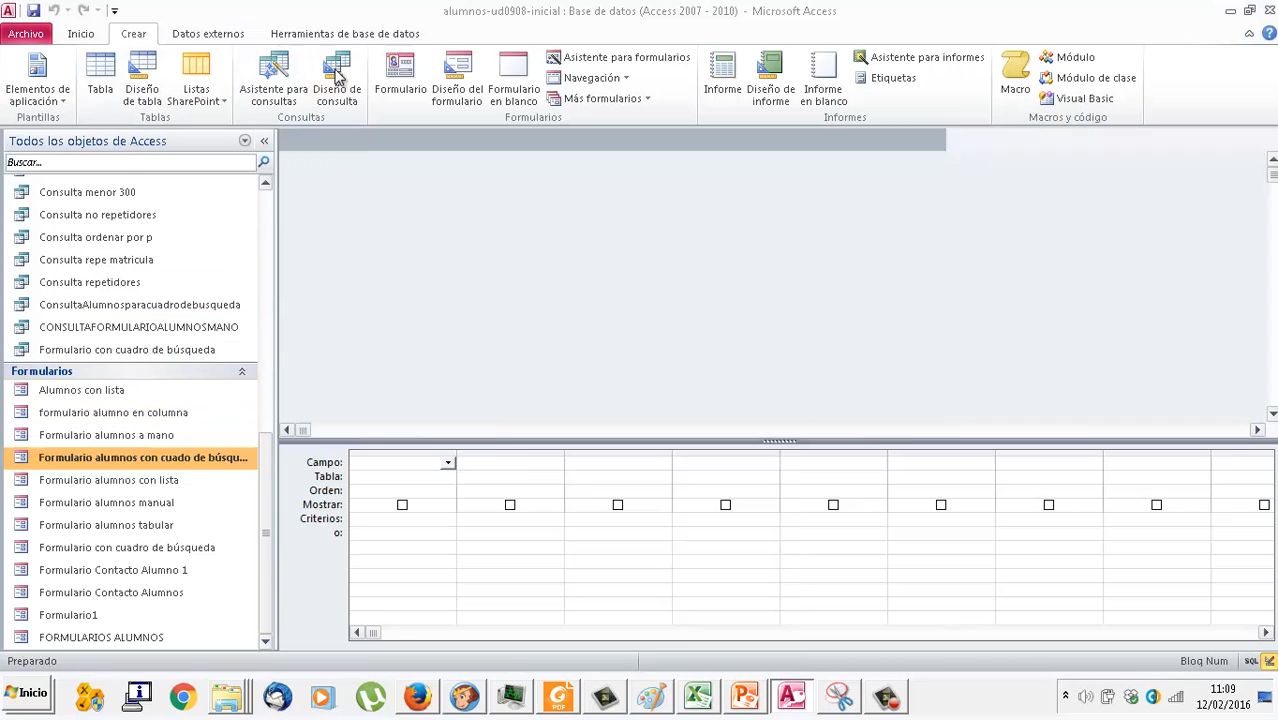 alumnos-ud0908-inicial : Base de datos (Access 2007 - 2010) - Microsoft Access
Archivo Inicio Crear Datos externos Herramientas de base de datos
Elementos de aplicación
Tabla
Diseño de tabla
Listas SharePoint
Asistente para consultas
Diseño de consulta
Formulario
Diseño del formulario
Formulario en blanco
Asistente para formularios
Navegación
Más formularios
Informe
Diseño de informe
Informe en blanco
Asistente para informes
Etiquetas
Macro
Módulo
Módulo de clase
Visual Basic
Plantillas Tablas Consultas Formularios Informes Macros y código
Todos los objetos de Access
Buscar...
Consulta menor 300
Consulta no repetidores
Consulta ordenar por p
Consulta repe matricula
Consulta repetidores
ConsultaAlumnosparacuadrodebusqueda
CONSULTAFORMULARIOALUMNOSMANO
Formulario con cuadro de búsqueda
Formularios
Alumnos con lista
formulario alumno en columna
Formulario alumnos a mano
Formulario alumnos con cuado de búsqu...
Formulario alumnos con lista
Formulario alumnos manual
Formulario alumnos tabular
Formulario con cuadro de búsqueda
Formulario Contacto Alumno 1
Formulario Contacto Alumnos
Formulario1
FORMULARIOS ALUMNOS
Campo:
Tabla:
Orden:
Mostrar:
Criterios:
o:
Preparado
Bloq Num
SQL
Inicio
PDF
11:09
12/02/2016